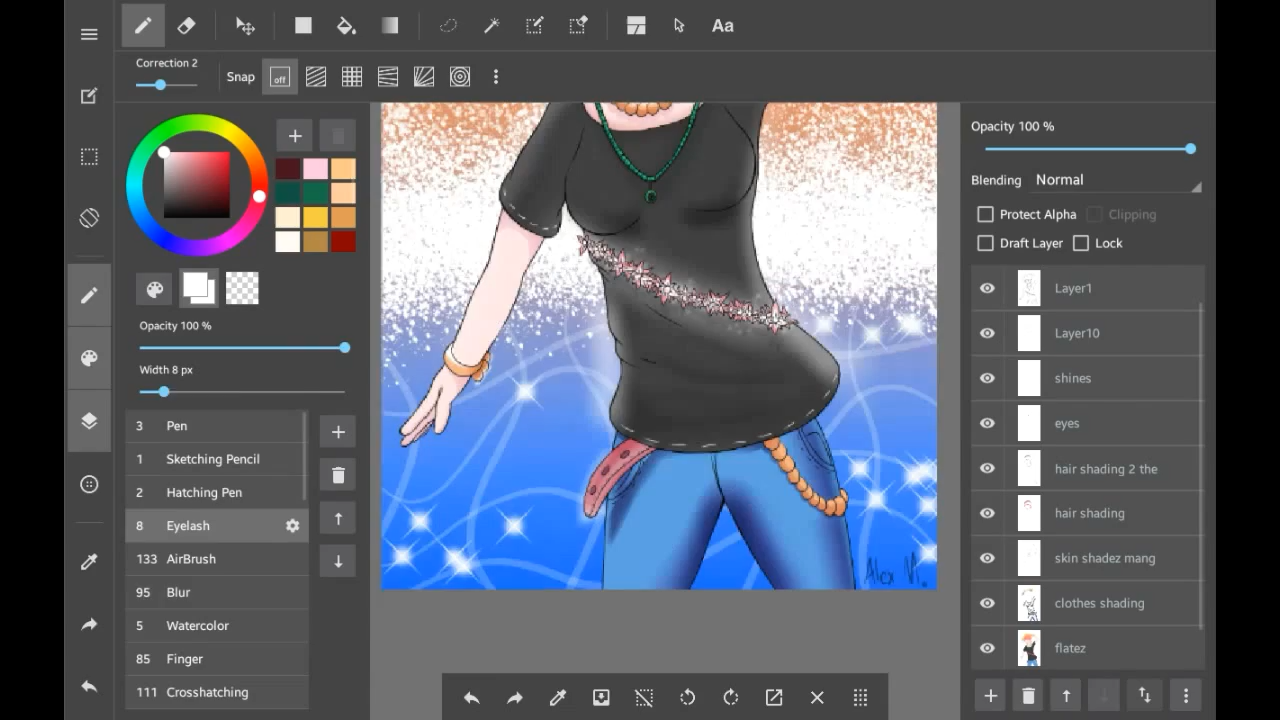 Aa
Correction 2
Snap
off
Opacity 100 %
Width 8 px
3 Pen
1 Sketching Pencil
2 Hatching Pen
8 Eyelash
133 AirBrush
95 Blur
5 Watercolor
85 Finger
111 Crosshatching
Alex M.
Opacity 100 %
Blending Normal
Protect Alpha Clipping
Draft Layer Lock
Layer1
Layer10
shines
eyes
hair shading 2 the
hair shading
skin shadez mang
clothes shading
flatez